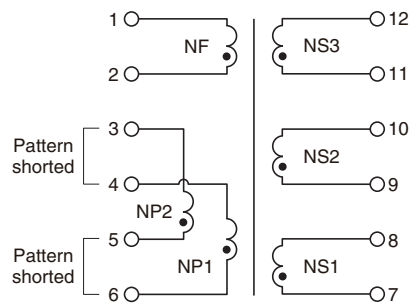 1
NF
2
NS3
12
11
3
Pattern
shorted
4
NP2
5
Pattern
shorted
6
NP1
10
NS2
9
8
NS1
7